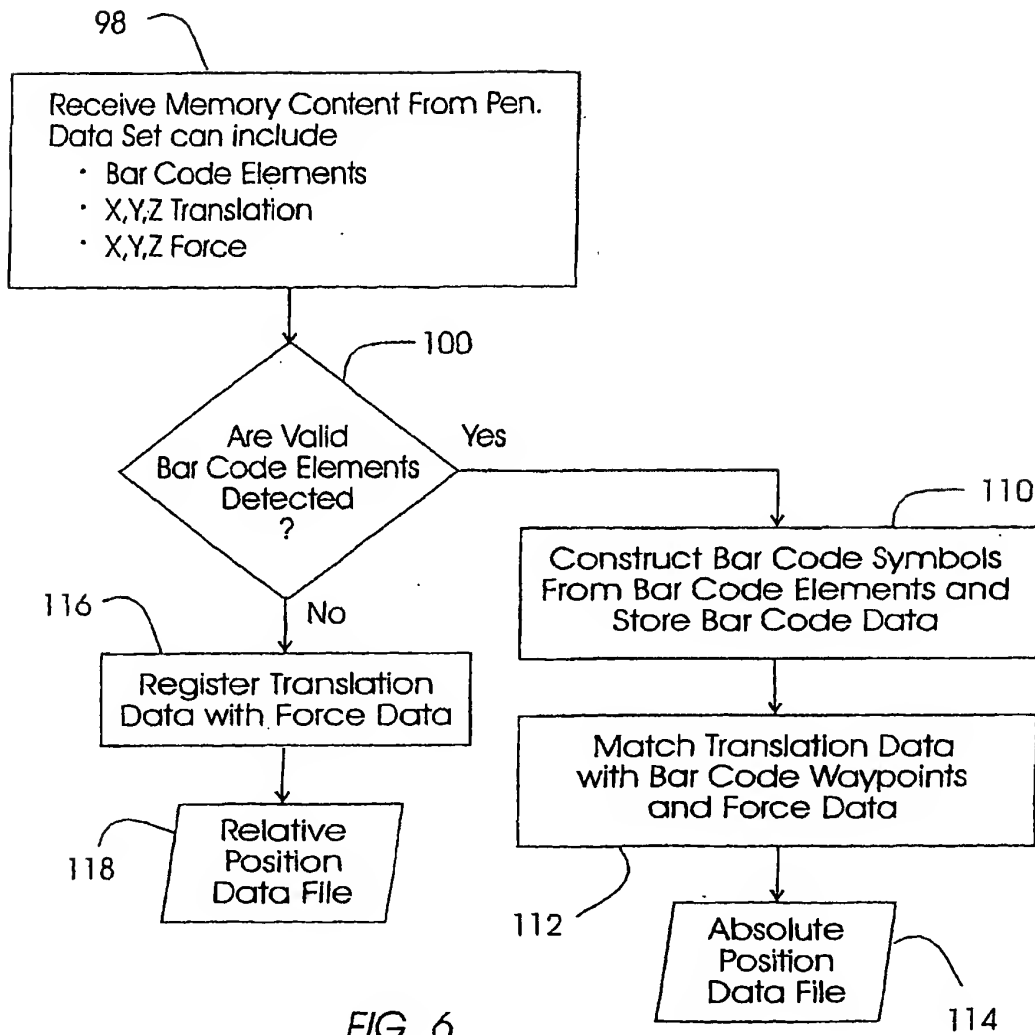 98
Receive Memory Content From Pen.
Data Set can include
· Bar Code Elements
· X,Y,Z Translation
· X,Y,Z Force
100
Are Valid
Bar Code Elements
Detected
?
Yes
No
110
Construct Bar Code Symbols
From Bar Code Elements and
Store Bar Code Data
116
Register Translation
Data with Force Data
Match Translation Data
with Bar Code Waypoints
and Force Data
112
118
Relative
Position
Data File
Absolute
Position
Data File
114
FIG. 6